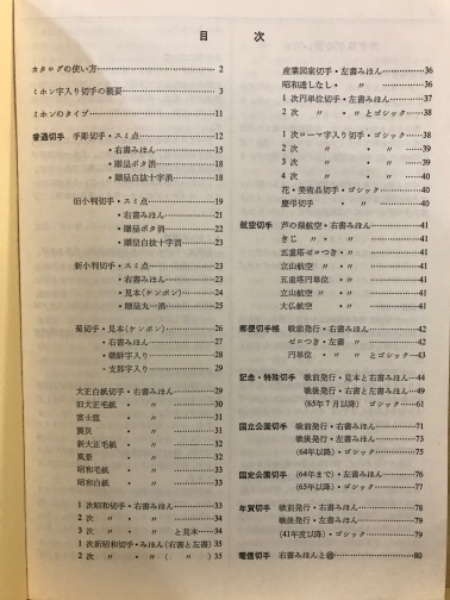 目 次
カタログの使い方…………………… 2
ミホン字入り切手の概要…………… 3
ミホンのタイプ………………………11
普通切手 手彫切手・スミ点…………12
・右書みほん…………15
・贈呈ボタ消…………18
・贈呈白抜十字消……18
旧小判切手・スミ点…………19
・右書みほん………21
・贈呈ボタ消………22
・贈呈白抜十字消…23
新小判切手・スミ点…………23
・右書みほん………23
・見本(ケンポン)……24
・贈呈丸一消………25
菊切手・見本(ケンポン)………26
・右書みほん……………27
・朝鮮字入り……………28
・支那字入り……………29
大正白紙切手・右書みほん……29
旧大正毛紙 ・ 〃 ………30
富士鹿 ・ 〃 ………31
震災 ・ 〃 ………31
新大正毛紙 ・ 〃 ………32
風景 ・ 〃 ………32
昭和毛紙 ・ 〃 ………33
昭和白紙 ・ 〃 ………33
1 次昭和切手・右書みほん……33
2 次 〃 ・ 〃 ………34
3 次 〃 ・ 〃 と見本……34
1 次新昭和切手・みほん(右書と左書) 35
2 次 〃 ・ 〃 ( 〃 ) 35
産業図案切手・左書みほん………36
昭和透しなし・ 〃 ………36
1 次円単位切手・左書みほん………37
2 次 〃 ・ 〃 とゴシック……38
1 次ローマ字入り切手・ゴシック……38
2 次 〃 ・ 〃 ……39
3 次 〃 ・ 〃 ……39
4 次 〃 ・ 〃 ……40
花・美術品切手・ゴシック…………40
慶弔切手 ・ 〃 …………40
航空切手 芦の湖航空・右書みほん………41
きじ 〃 ・ 〃 ………41
五重塔ゼロつき・ 〃 ………41
立山航空 〃 ・ 〃 ………41
五重塔円単位 ・ 〃 ………41
立山航空 〃 ・ 〃 ………41
大仏航空 ・ 〃 ………41
郵便切手帳 戦前発行・右書みほん………42
ゼロつき・左書 〃 ………42
円単位 ・ 〃 〃 とゴシック…43
記念・特殊切手 戦前発行・見本と右書みほん…44
戦後発行・右書と左書みほん…49
(65年7月以降) ゴシック……61
国立公園切手 戦前発行・右書みほん………71
戦後発行・左書みほん………73
(64年以降)・ゴシック………75
国定公園切手 (64年まで)・左書みほん……76
(65年以降)・ゴシック………77
年賀切手 戦前発行・右書みほん…………78
戦後発行・左書みほん…………79
(41年度以降)・ゴシック………79
電信切手 右書みほんと…………80